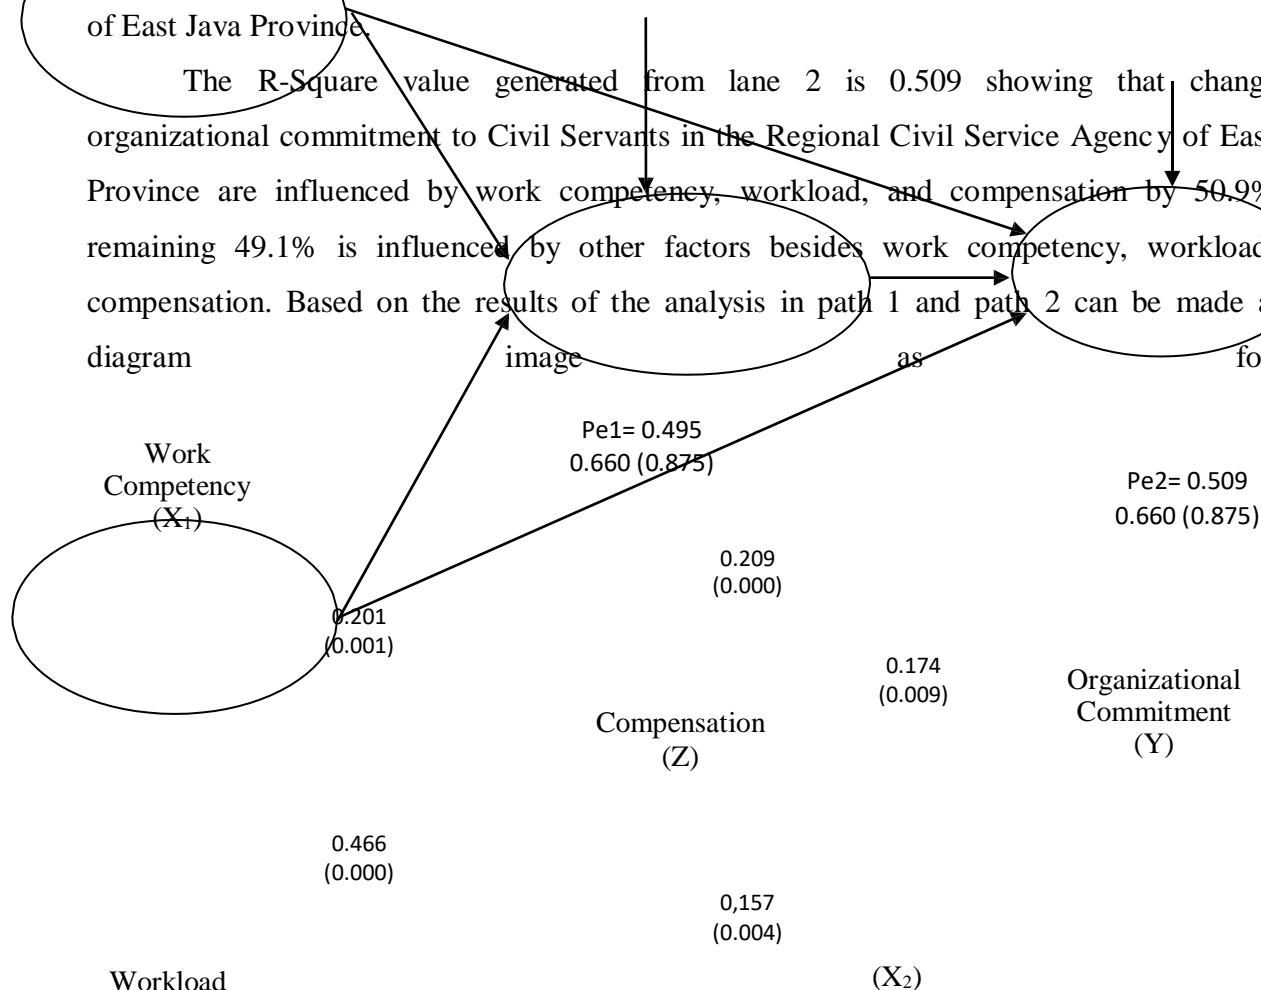 of East Java Province.
The R-Square value generated from lane 2 is 0.509 showing that chang
organizational commitment to Civil Servants in the Regional Civil Service Agency of Eas
Province are influenced by work competency, workload, and compensation by 50.9%
remaining 49.1% is influenced by other factors besides work competency, workload
compensation. Based on the results of the analysis in path 1 and path 2 can be made a
diagram image as fo
Pe1= 0.495
0.660 (0.875)
Work
Competency
(X₁)
Pe2= 0.509
0.660 (0.875)
0.209
(0.000)
0.201
(0.001)
0.174
(0.009)
Organizational
Commitment
(Y)
Compensation
(Z)
0.466
(0.000)
0,157
(0.004)
Workload
(X₂)